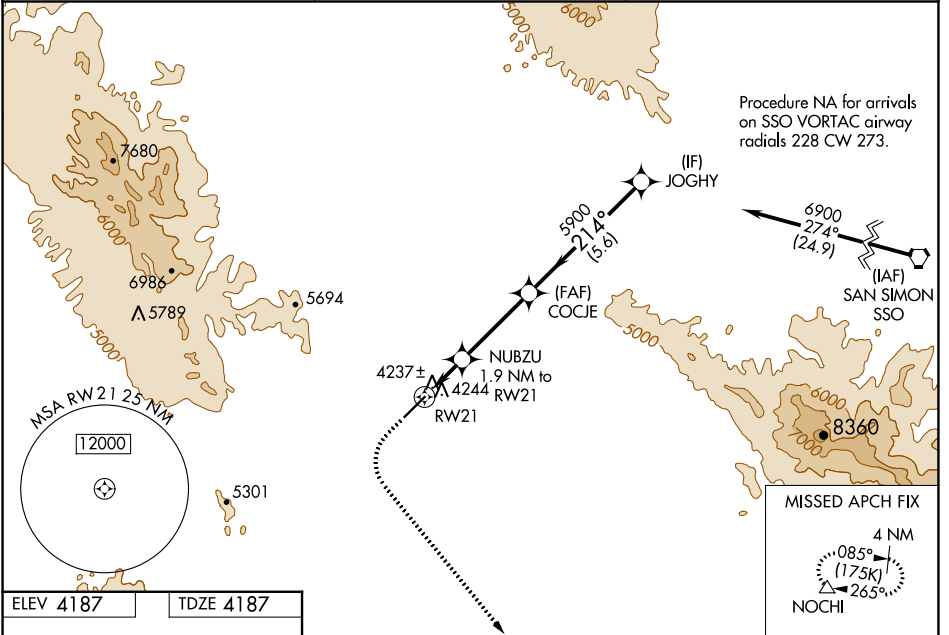 6000
Procedure NA for arrivals
on SSO VORTAC airway
radials 228 CW 273.
7680
(IF)
JOGHY
6000
5900
214°
(5.6)
6900
274°
(24.9)
(IAF)
SAN SIMON
SSO
6986
5789
5694
(FAF)
COCJE
5000
5000
NUBZU
1.9 NM to
RW21
4237±
4244
RW21
6000
7000
8360
MSA RW21 25 NM
12000
5301
MISSED APCH FIX
4 NM
085°
(175K)
265°
NOCHI
ELEV 4187
TDZE 4187